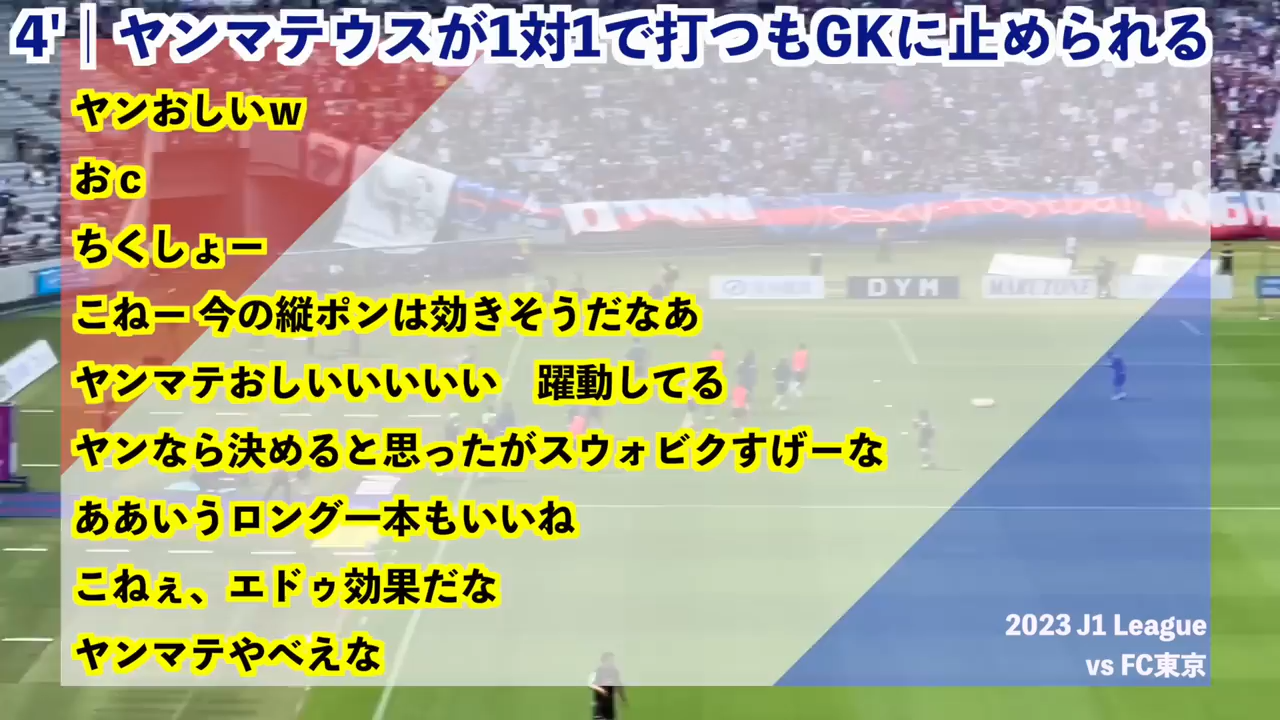 4'｜ヤンマテウスが1対1で打つもGKに止められる
ヤンおしいw
おc
ちくしょー
こねー 今の縦ポンは効きそうだなあ
ヤンマテおしいいいいい　躍動してる
ヤンなら決めると思ったがスウォビクすげーな
ああいうロング一本もいいね
こねぇ、エドゥ効果だな
ヤンマテやべえな
DYM
2023 J1 League
vs FC東京